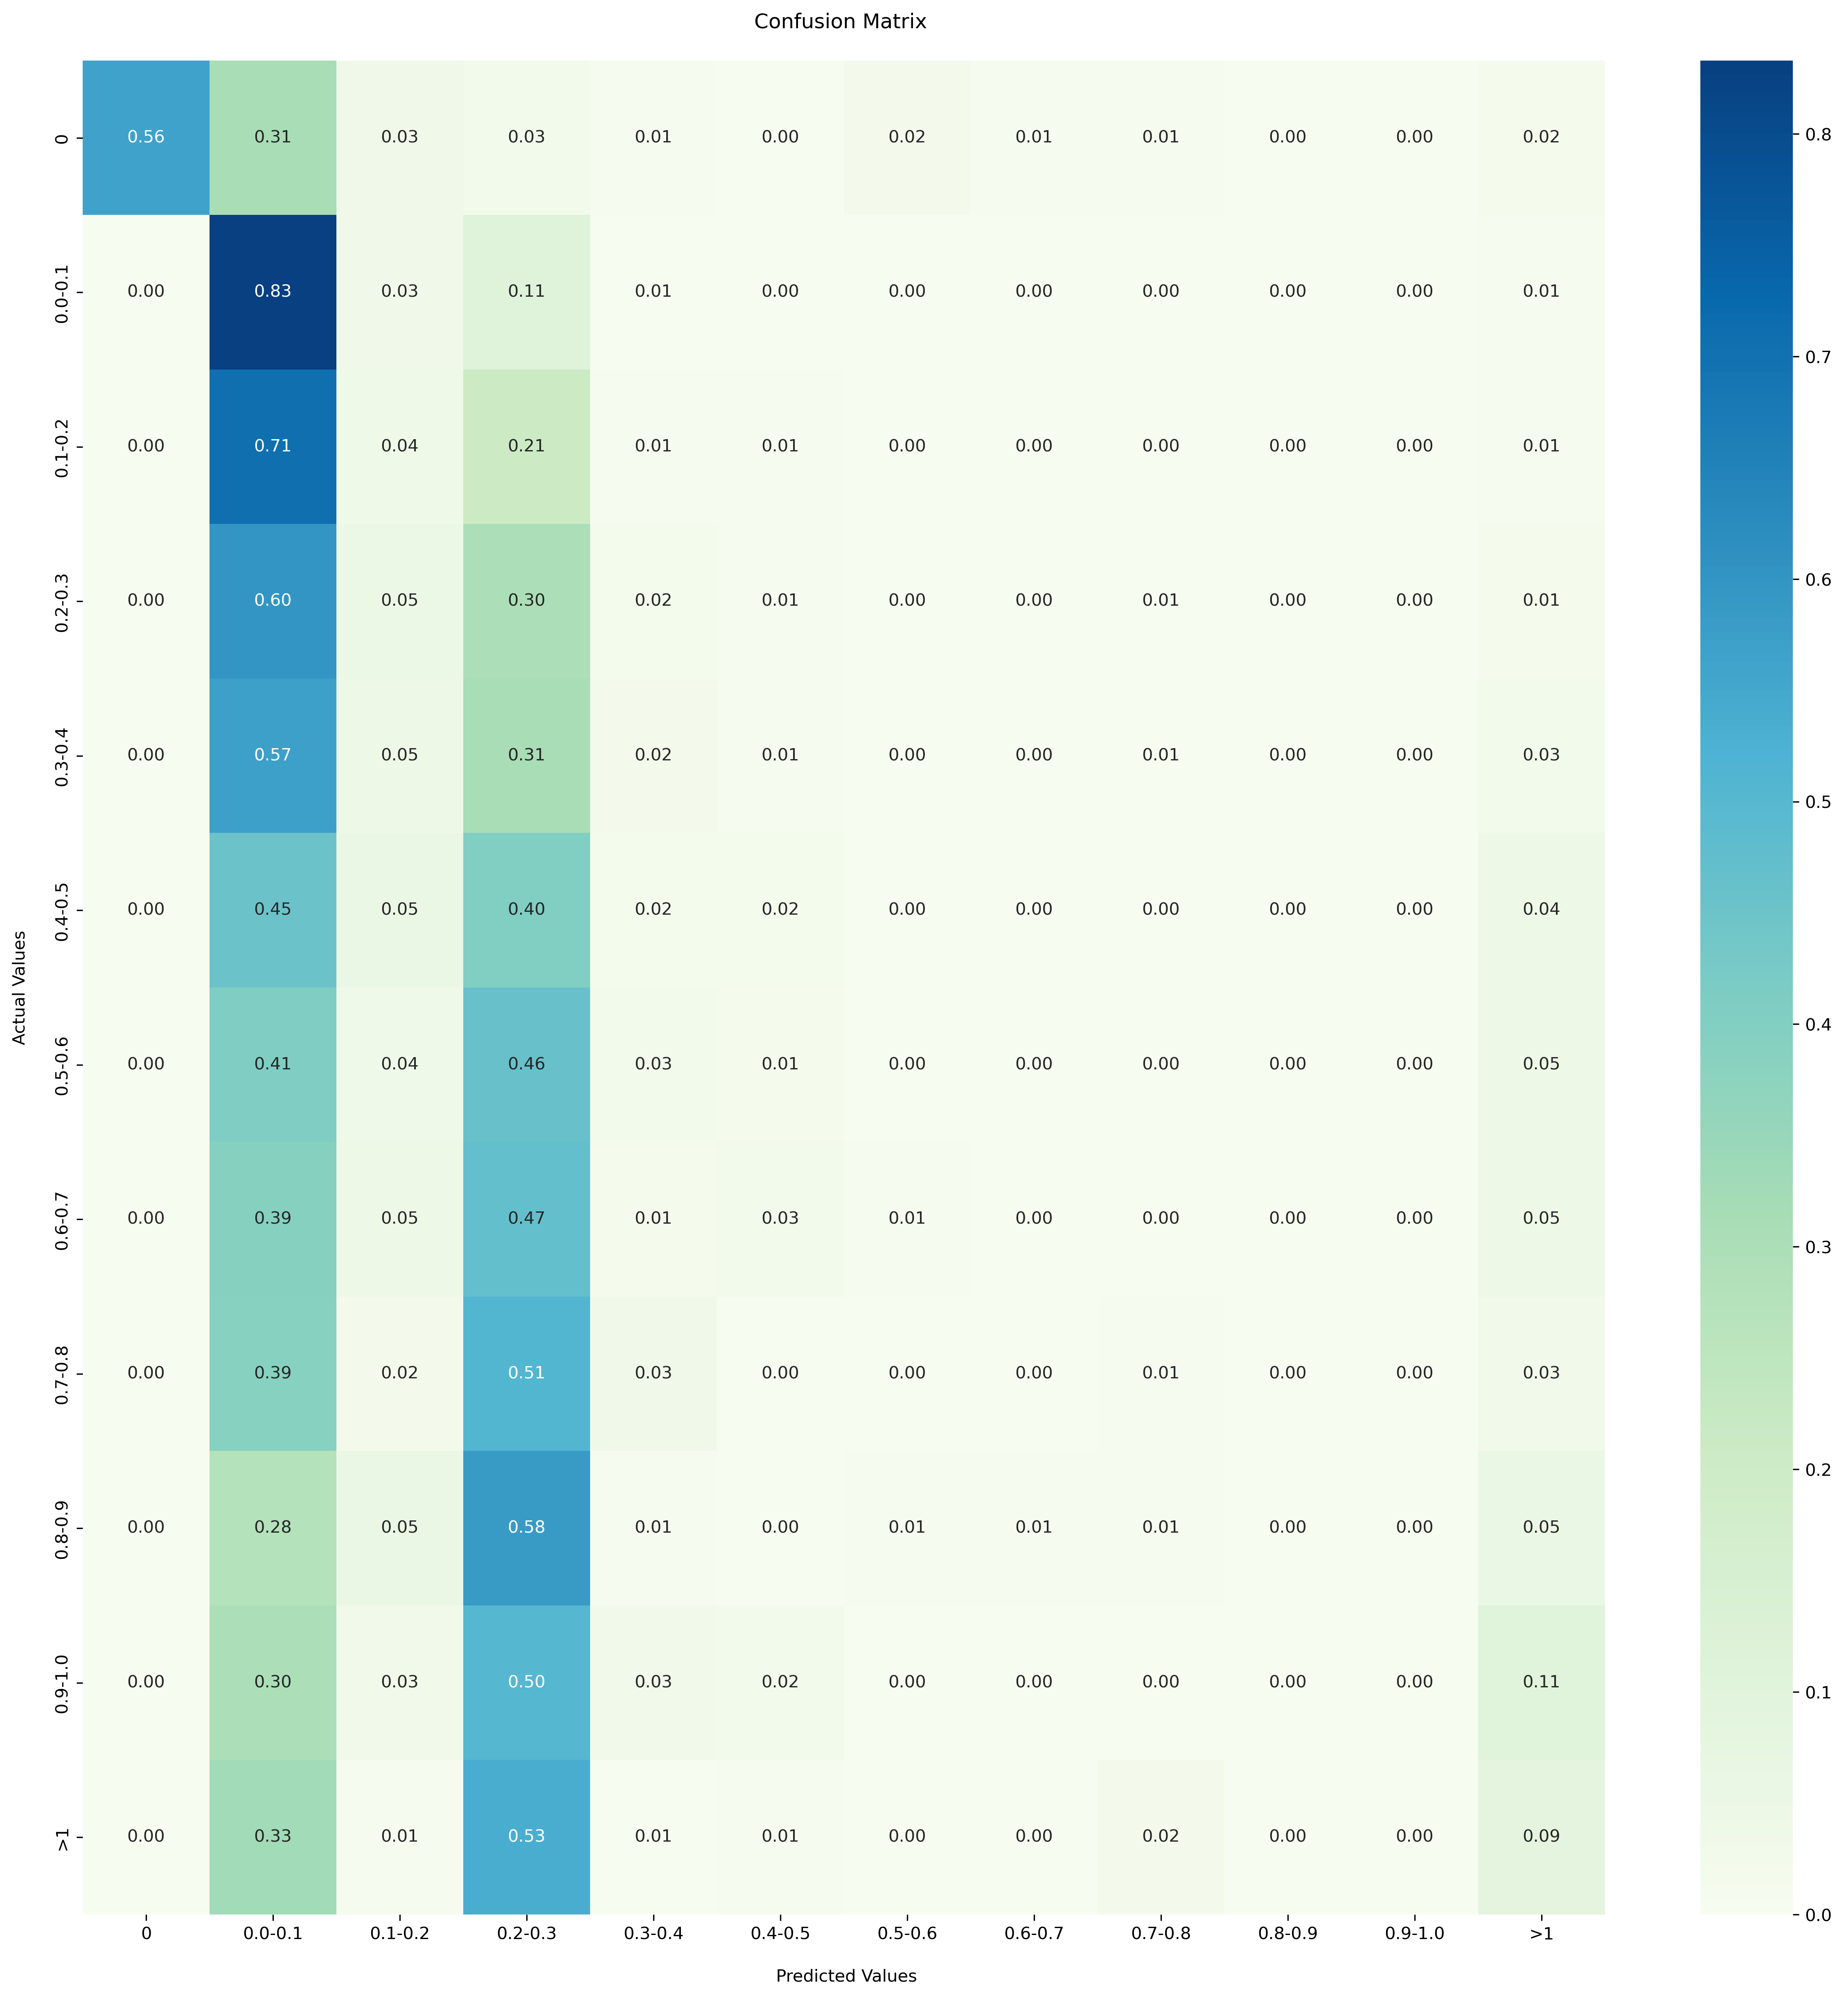 Confusion Matrix
0 0.56 0.31 0.03 0.03 0.01 0.00 0.02 0.01 0.01 0.00 0.00 0.02
0.0-0.1 0.00 0.83 0.03 0.11 0.01 0.00 0.00 0.00 0.00 0.00 0.00 0.01
0.1-0.2 0.00 0.71 0.04 0.21 0.01 0.01 0.00 0.00 0.00 0.00 0.00 0.01
0.2-0.3 0.00 0.60 0.05 0.30 0.02 0.01 0.00 0.00 0.01 0.00 0.00 0.01
0.3-0.4 0.00 0.57 0.05 0.31 0.02 0.01 0.00 0.00 0.01 0.00 0.00 0.03
0.4-0.5 0.00 0.45 0.05 0.40 0.02 0.02 0.00 0.00 0.00 0.00 0.00 0.04
0.5-0.6 0.00 0.41 0.04 0.46 0.03 0.01 0.00 0.00 0.00 0.00 0.00 0.05
0.6-0.7 0.00 0.39 0.05 0.47 0.01 0.03 0.01 0.00 0.00 0.00 0.00 0.05
0.7-0.8 0.00 0.39 0.02 0.51 0.03 0.00 0.00 0.00 0.01 0.00 0.00 0.03
0.8-0.9 0.00 0.28 0.05 0.58 0.01 0.00 0.01 0.01 0.01 0.00 0.00 0.05
0.9-1.0 0.00 0.30 0.03 0.50 0.03 0.02 0.00 0.00 0.00 0.00 0.00 0.11
>1 0.00 0.33 0.01 0.53 0.01 0.01 0.00 0.00 0.02 0.00 0.00 0.09
0 0.0-0.1 0.1-0.2 0.2-0.3 0.3-0.4 0.4-0.5 0.5-0.6 0.6-0.7 0.7-0.8 0.8-0.9 0.9-1.0 >1
Predicted Values
Actual Values
0.8
0.7
0.6
0.5
0.4
0.3
0.2
0.1
0.0